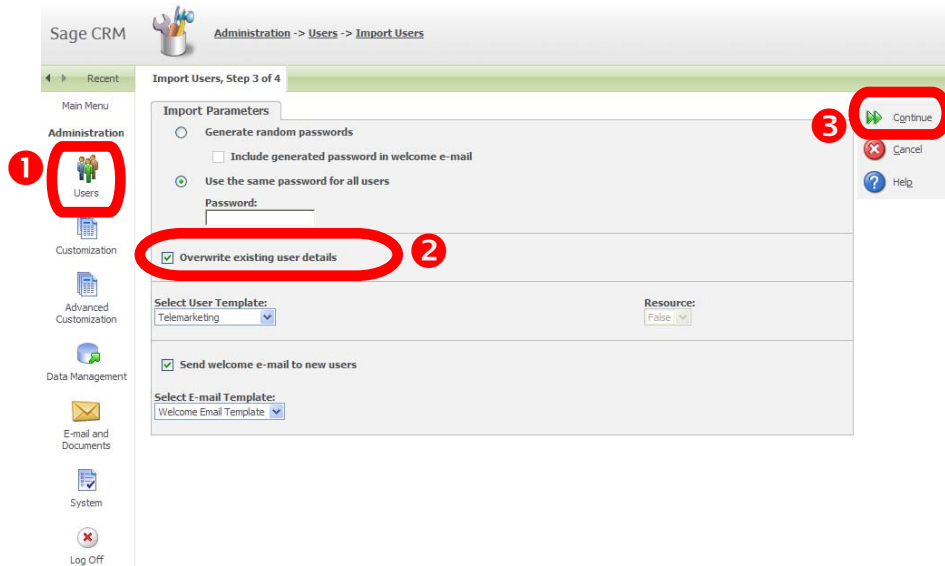 Sage CRM
Administration -> Users -> Import Users
Recent
Import Users, Step 3 of 4
Main Menu
Administration
1
Users
Customization
Advanced
Customization
Data Management
E-mail and
Documents
System
Log Off
Import Parameters
Generate random passwords
Include generated password in welcome e-mail
Use the same password for all users
Password:
Overwrite existing user details
2
Select User Template:
Telemarketing
Resource:
False
Send welcome e-mail to new users
Select E-mail Template:
Welcome Email Template
3
Continue
Cancel
Help